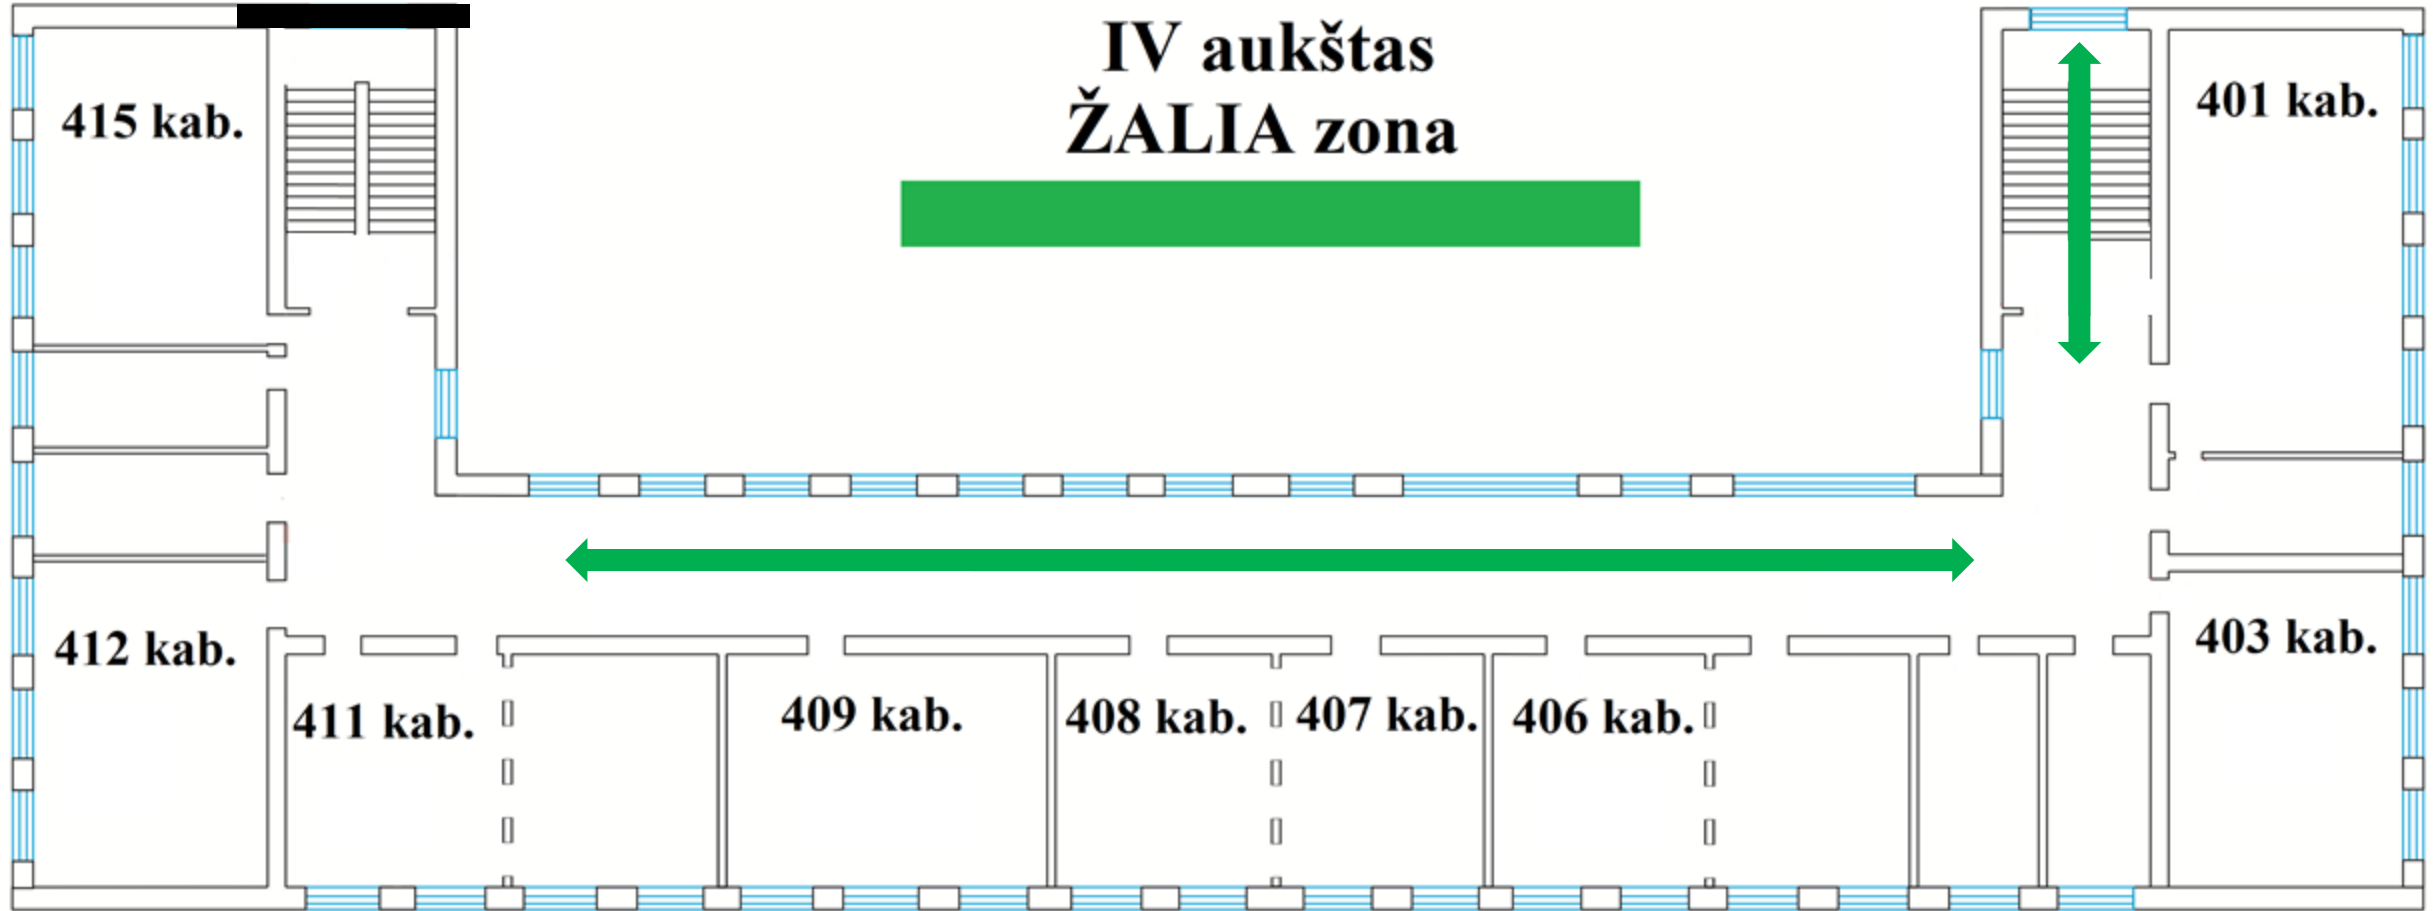 IV aukštas
ŽALIA zona
415 kab.
401 kab.
412 kab.
403 kab.
411 kab.
409 kab.
408 kab.
407 kab.
406 kab.